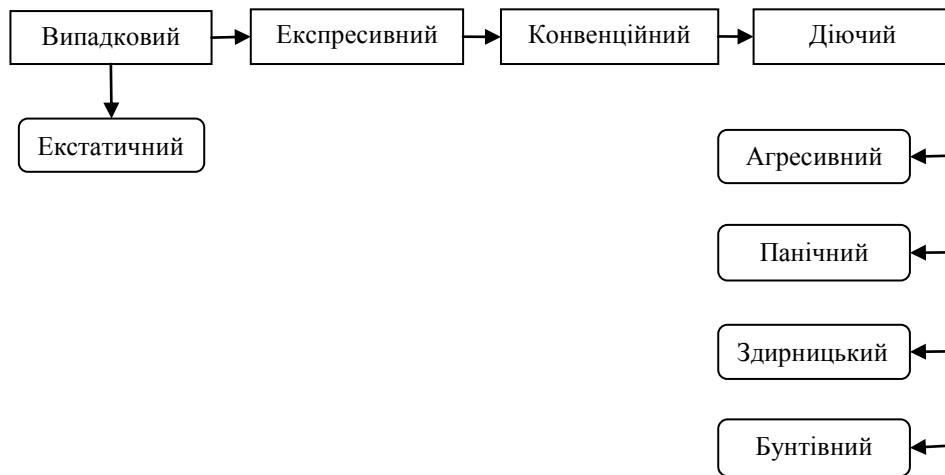 Випадковий
Експресивний
Конвенційний
Діючий
Екстатичний
Агресивний
Панічний
Здирницький
Бунтівний